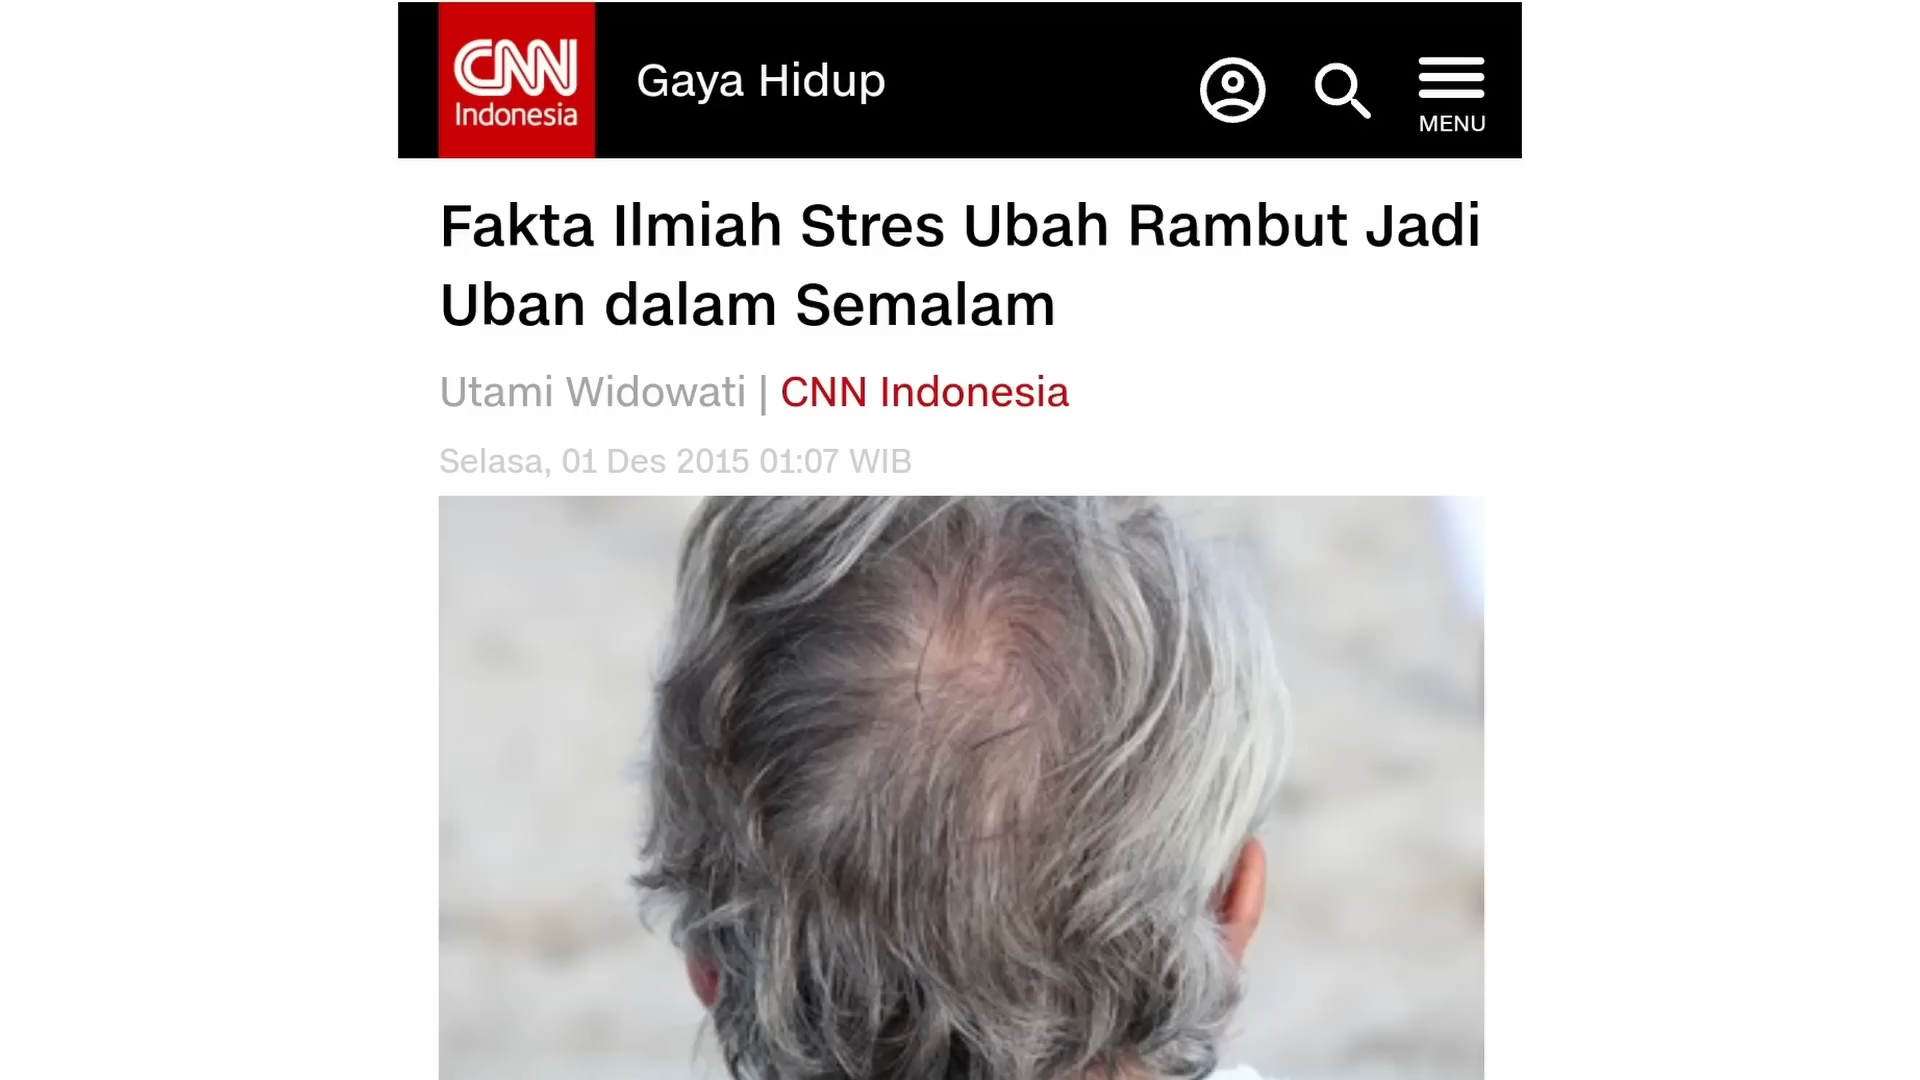 CNN
Indonesia
Gaya Hidup
MENU
Fakta Ilmiah Stres Ubah Rambut Jadi
Uban dalam Semalam
Utami Widowati | CNN Indonesia
Selasa, 01 Des 2015 01:07 WIB